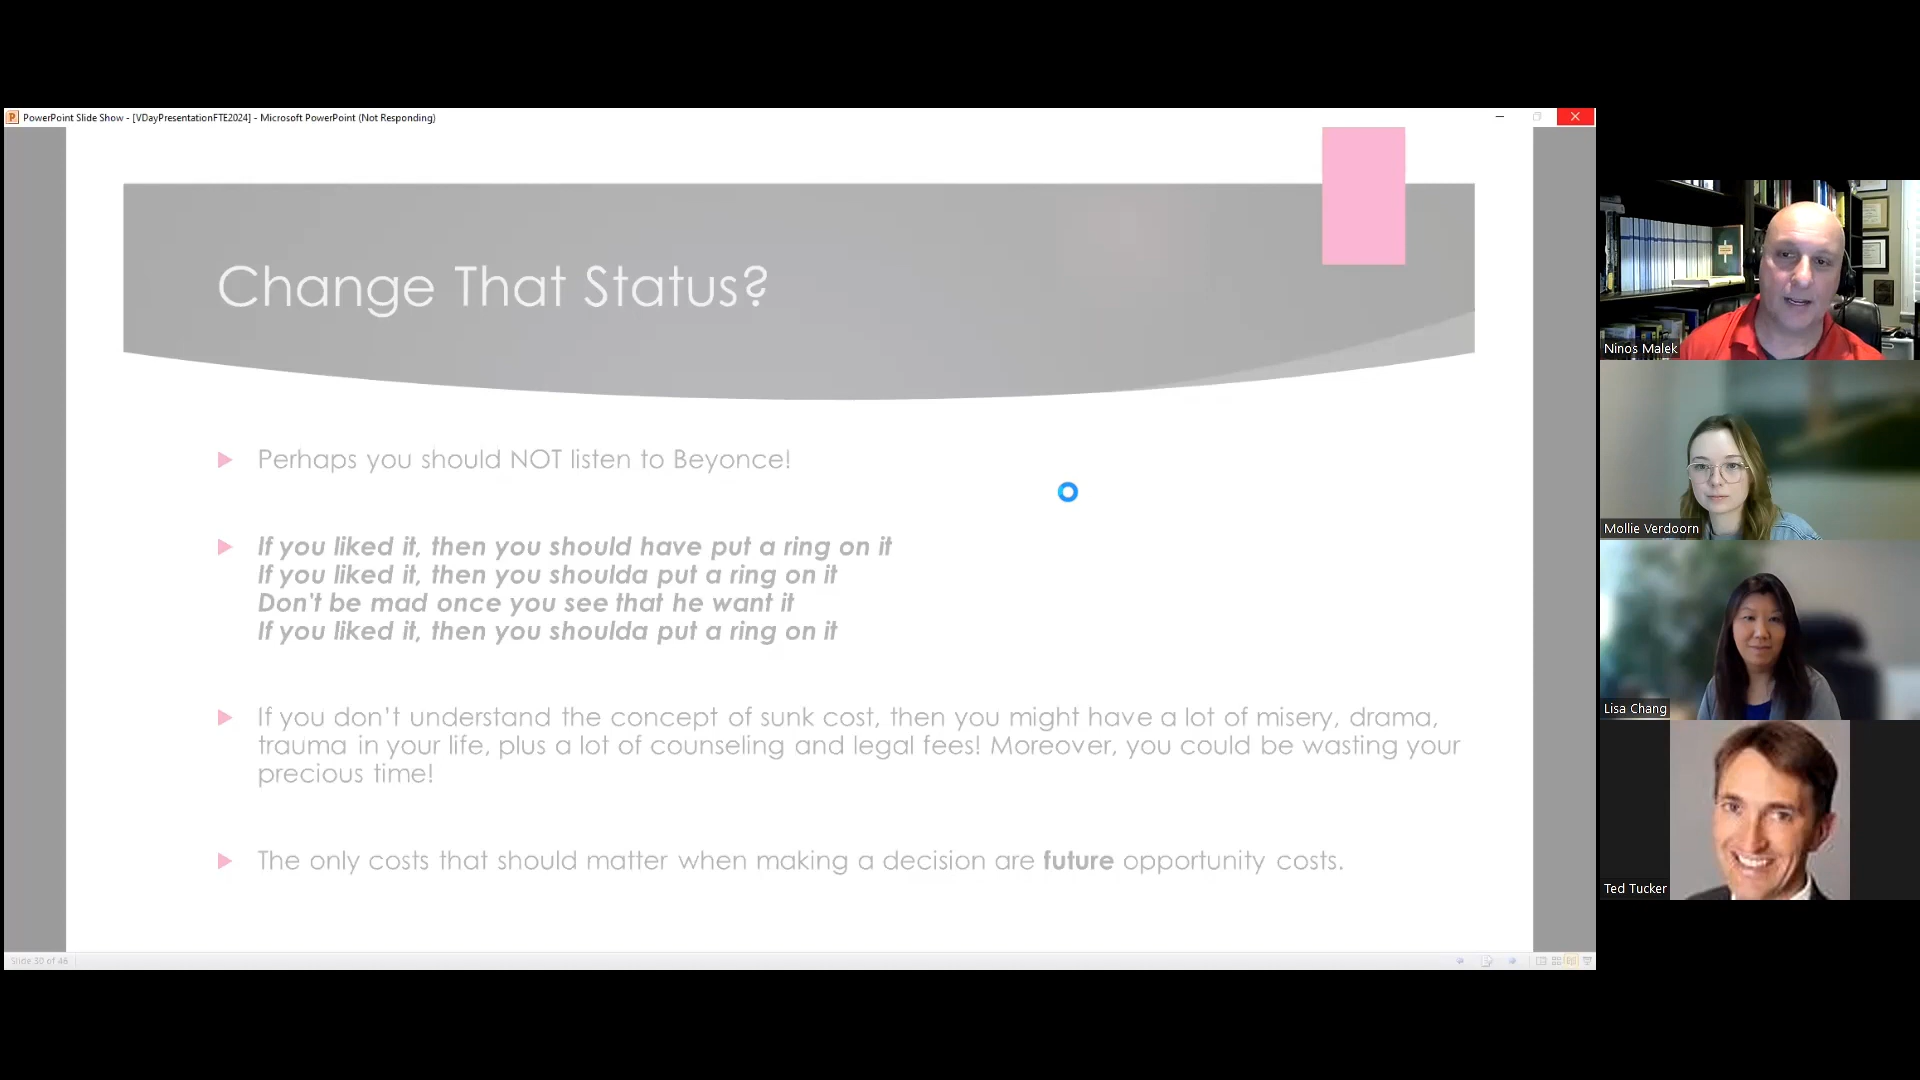 PowerPoint Slide Show - [VDayPresentationFTE2024] - Microsoft PowerPoint (Not Responding)
Change That Status?
Perhaps you should NOT listen to Beyonce!
If you liked it, then you should have put a ring on it
If you liked it, then you shoulda put a ring on it
Don't be mad once you see that he want it
If you liked it, then you shoulda put a ring on it
If you don’t understand the concept of sunk cost, then you might have a lot of misery, drama,
trauma in your life, plus a lot of counseling and legal fees! Moreover, you could be wasting your
precious time!
The only costs that should matter when making a decision are future opportunity costs.
Slide 30 of 46
Ninos Malek
Mollie Verdoorn
Lisa Chang
Ted Tucker